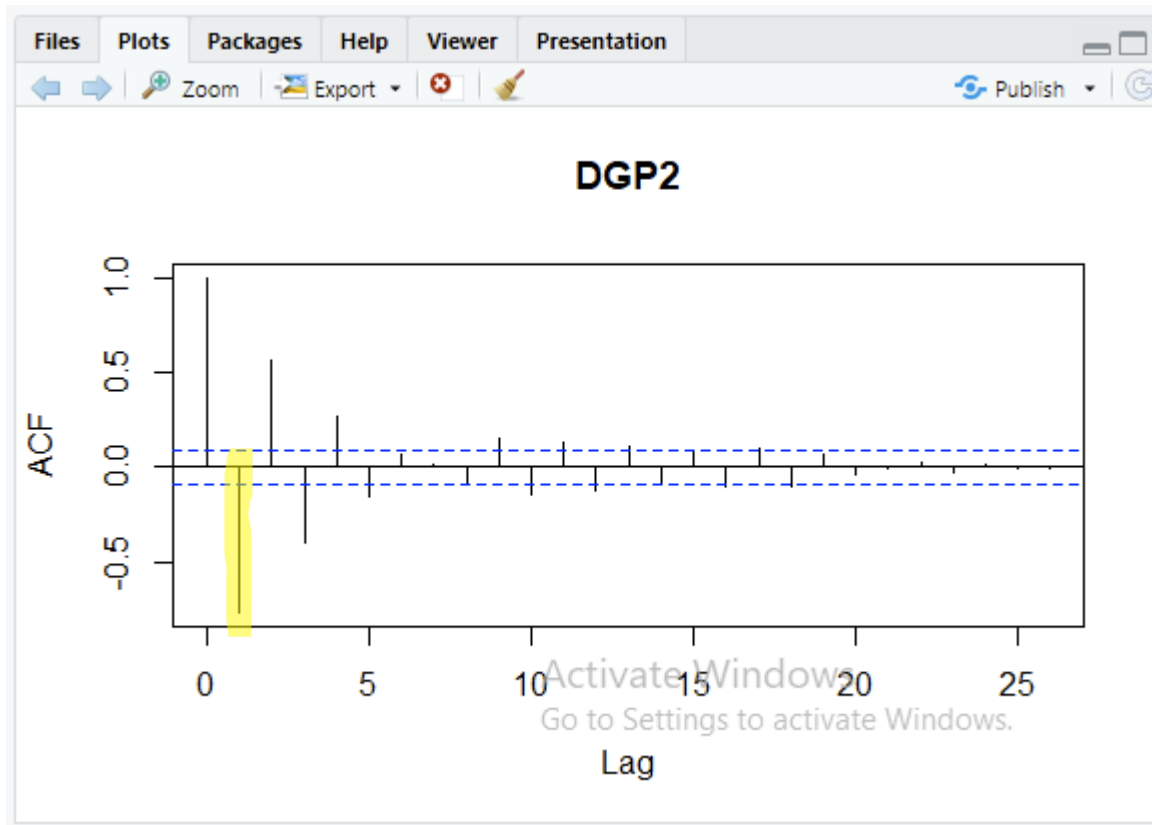 Files Plots Packages Help Viewer Presentation
Zoom Export Publish
DGP2
ACF
1.0
0.5
0.0
-0.5
0 5 10 15 20 25
Activate Windows
Go to Settings to activate Windows.
Lag